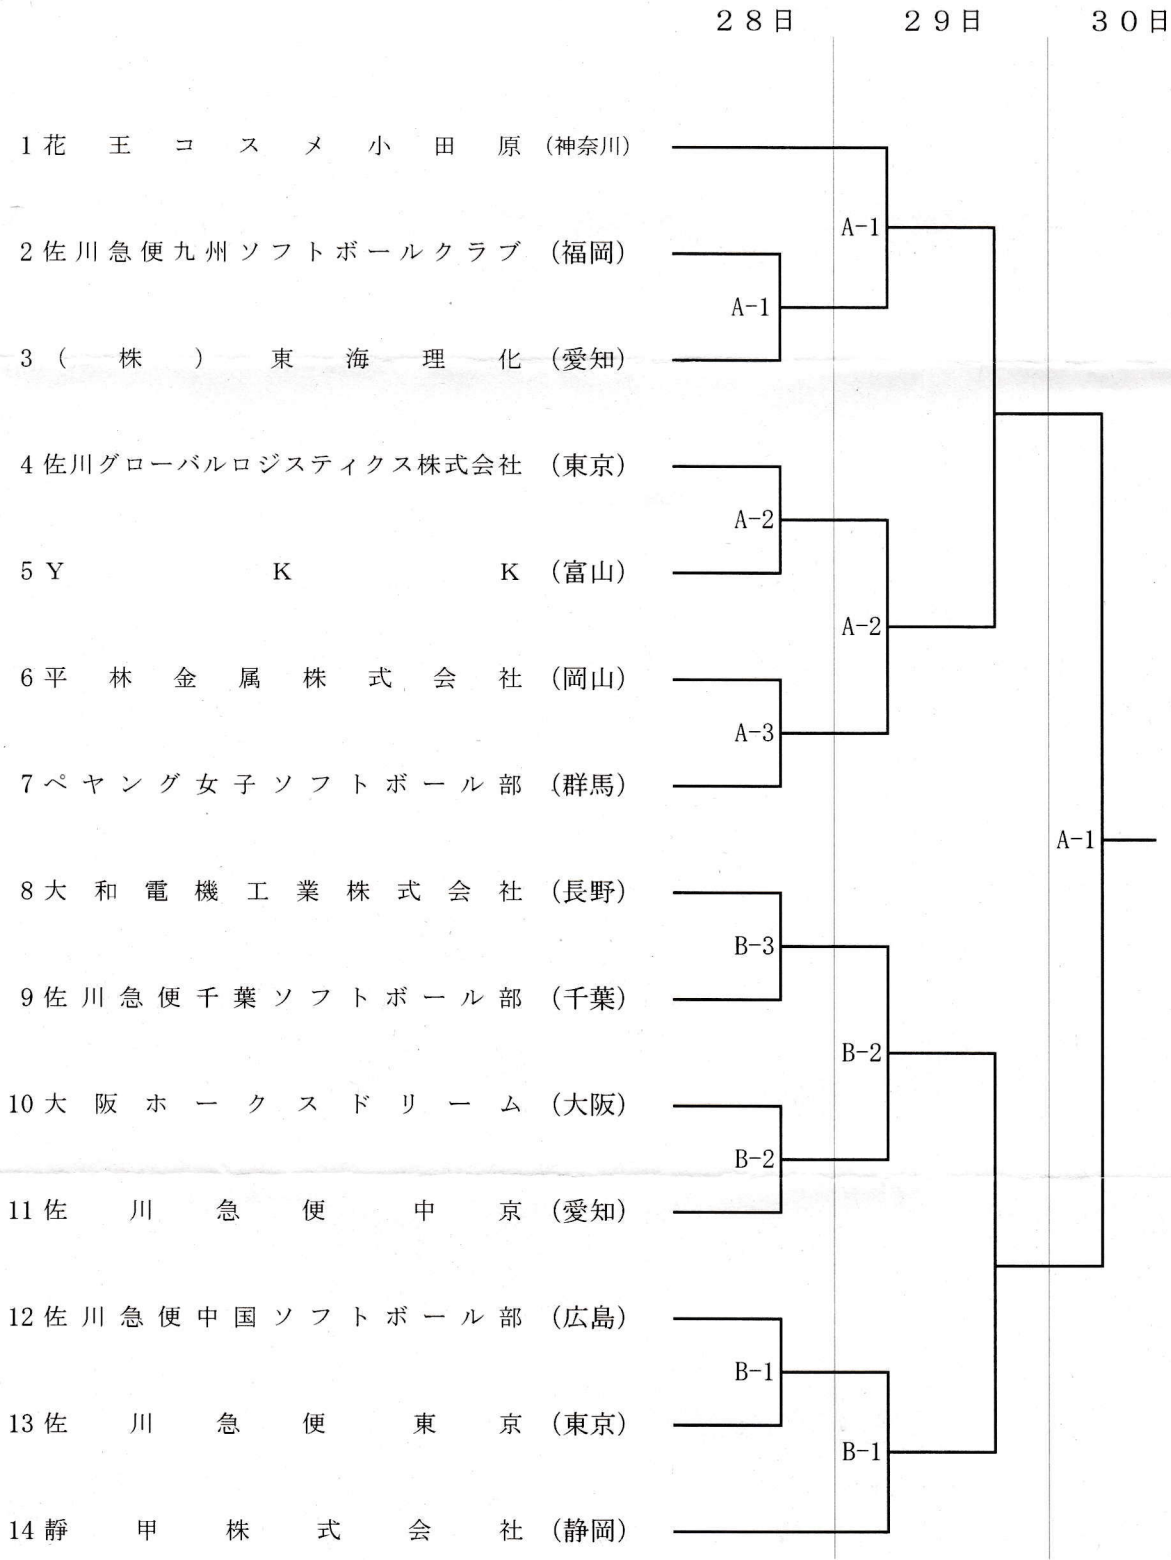 28日 29日 30日
1 花王コスメ小田原 (神奈川)
A-1
2 佐川急便九州ソフトボールクラブ (福岡)
A-1
3 (株)東海理化 (愛知)
4 佐川グローバルロジスティクス株式会社 (東京)
A-2
5 YKK (富山)
A-2
6 平林金属株式会社 (岡山)
A-3
7 ペヤング女子ソフトボール部 (群馬)
A-1
8 大和電機工業株式会社 (長野)
B-3
9 佐川急便千葉ソフトボール部 (千葉)
B-2
10 大阪ホークスドリーム (大阪)
B-2
11 佐川急便中京 (愛知)
12 佐川急便中国ソフトボール部 (広島)
B-1
13 佐川急便東京 (東京)
B-1
14 静甲株式会社 (静岡)